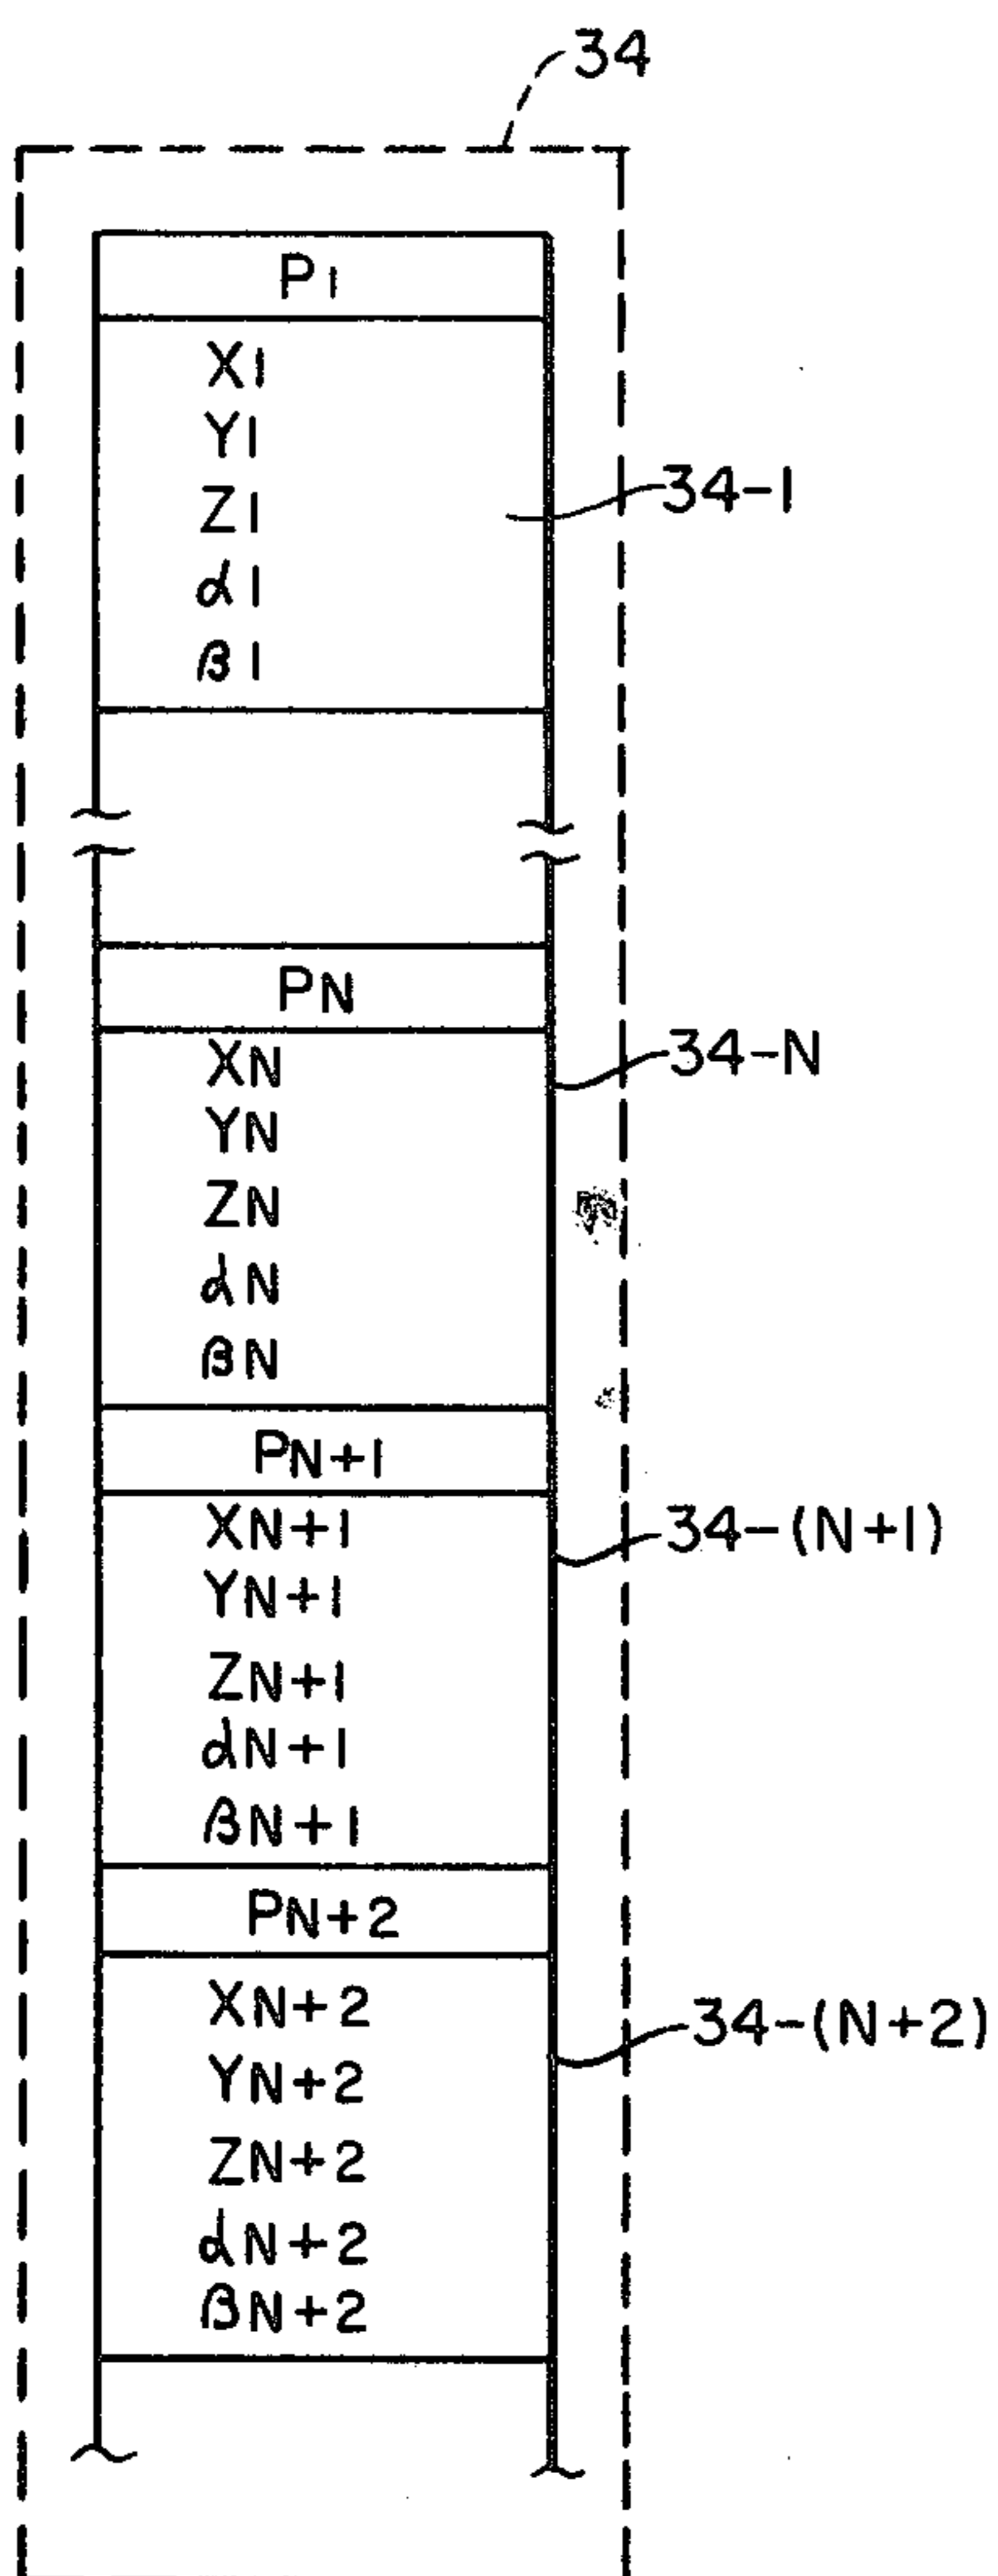 34
P1
X1
Y1
Z1
34-1
α1
β1
PN
XN
34-N
YN
ZN
αN
βN
PN+1
XN+1
34-(N+1)
YN+1
ZN+1
αN+1
βN+1
PN+2
XN+2
34-(N+2)
YN+2
ZN+2
αN+2
βN+2